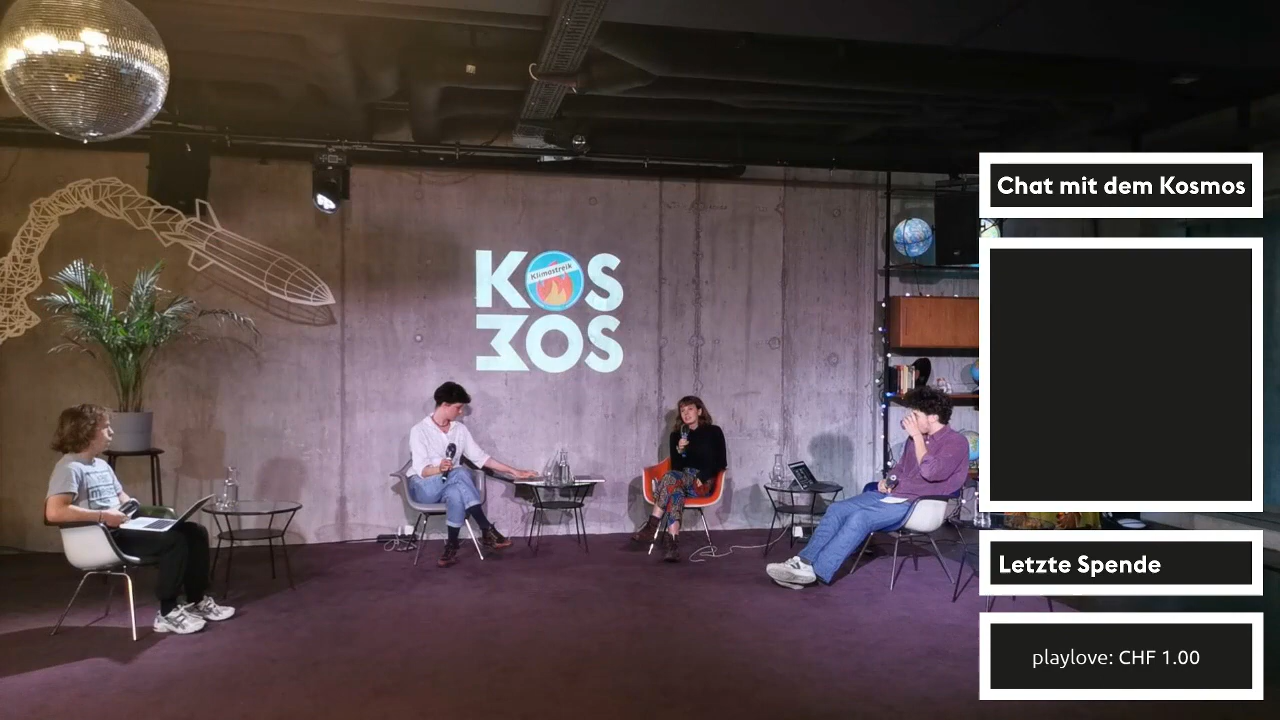 KOS
Klimastreik
MOS
Chat mit dem Kosmos
Letzte Spende
playlove: CHF 1.00